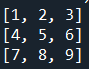 [1, 2, 3]
[4, 5, 6]
[7, 8, 9]